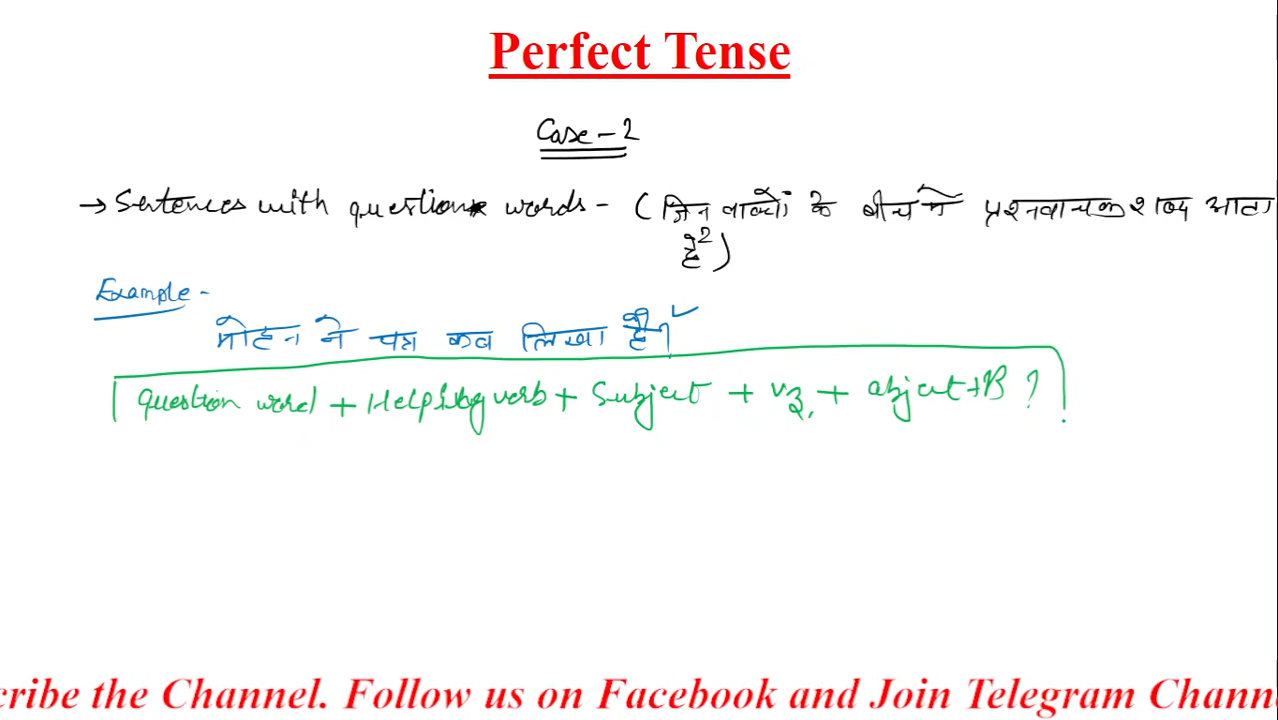 Perfect Tense
Case - 2
→ Sentences with question words - (जिन वाक्यों के बीच में प्रश्नवाचक शब्द आता
है)
Example -
मोहन ने पत्र कब लिखा है।
question word + Helping verb + Subject + v3 + object + B ?
cribe the Channel. Follow us on Facebook and Join Telegram Chann